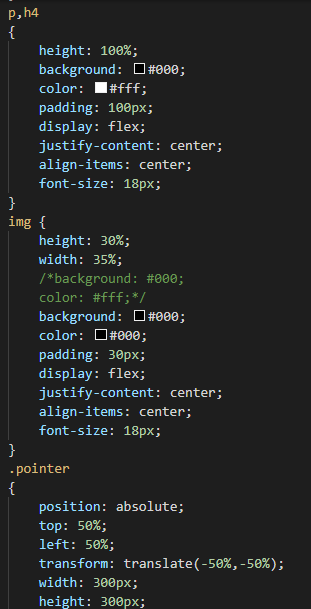 p,h4
{
height: 100%;
background: #000;
color: #fff;
padding: 100px;
display: flex;
justify-content: center;
align-items: center;
font-size: 18px;
}
img {
height: 30%;
width: 35%;
/*background: #000;
color: #fff;*/
background: #000;
color: #000;
padding: 30px;
display: flex;
justify-content: center;
align-items: center;
font-size: 18px;
}
.pointer
{
position: absolute;
top: 50%;
left: 50%;
transform: translate(-50%,-50%);
width: 300px;
height: 300px;